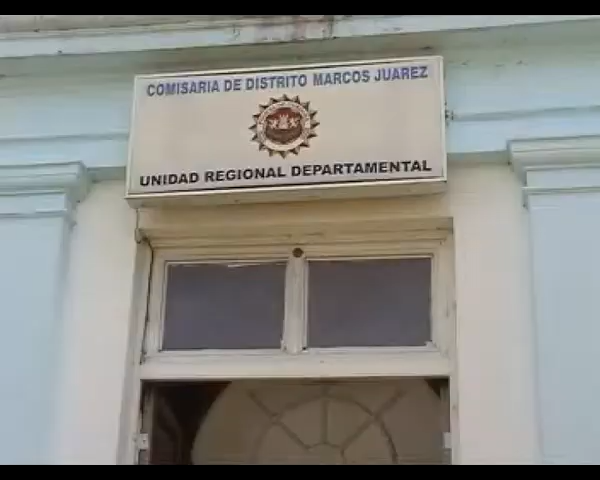 COMISARIA DE DISTRITO MARCOS JUAREZ
UNIDAD REGIONAL DEPARTAMENTAL